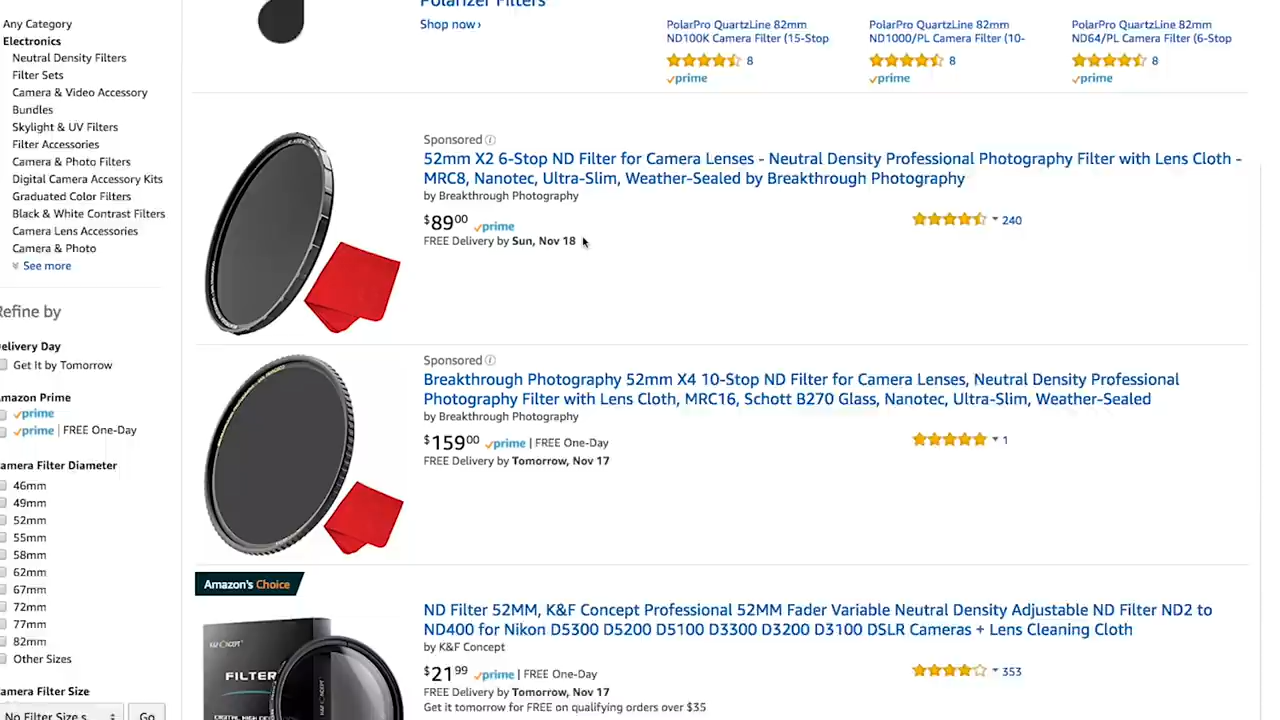 Any Category
Electronics
Neutral Density Filters
Filter Sets
Camera & Video Accessory
Bundles
Skylight & UV Filters
Filter Accessories
Camera & Photo Filters
Digital Camera Accessory Kits
Graduated Color Filters
Black & White Contrast Filters
Camera Lens Accessories
Camera & Photo
See more
Refine by
elivery Day
Get It by Tomorrow
mazon Prime
prime
prime | FREE One-Day
amera Filter Diameter
46mm
49mm
52mm
55mm
58mm
62mm
67mm
72mm
77mm
82mm
Other Sizes
amera Filter Size
No Filter Size s
Go
Polarizer Filters
Shop now ›
PolarPro QuartzLine 82mm
ND100K Camera Filter (15-Stop
8
prime
PolarPro QuartzLine 82mm
ND1000/PL Camera Filter (10-
8
prime
PolarPro QuartzLine 82mm
ND64/PL Camera Filter (6-Stop
8
prime
Sponsored
52mm X2 6-Stop ND Filter for Camera Lenses - Neutral Density Professional Photography Filter with Lens Cloth -
MRC8, Nanotec, Ultra-Slim, Weather-Sealed by Breakthrough Photography
by Breakthrough Photography
$8900 prime
FREE Delivery by Sun, Nov 18
240
Sponsored
Breakthrough Photography 52mm X4 10-Stop ND Filter for Camera Lenses, Neutral Density Professional
Photography Filter with Lens Cloth, MRC16, Schott B270 Glass, Nanotec, Ultra-Slim, Weather-Sealed
by Breakthrough Photography
$15900 prime | FREE One-Day
FREE Delivery by Tomorrow, Nov 17
1
Amazon's Choice
ND Filter 52MM, K&F Concept Professional 52MM Fader Variable Neutral Density Adjustable ND Filter ND2 to
ND400 for Nikon D5300 D5200 D5100 D3300 D3200 D3100 DSLR Cameras + Lens Cleaning Cloth
by K&F Concept
$2199 prime | FREE One-Day
FREE Delivery by Tomorrow, Nov 17
Get it tomorrow for FREE on qualifying orders over $35
353
K&F CONCEPT
FILTER